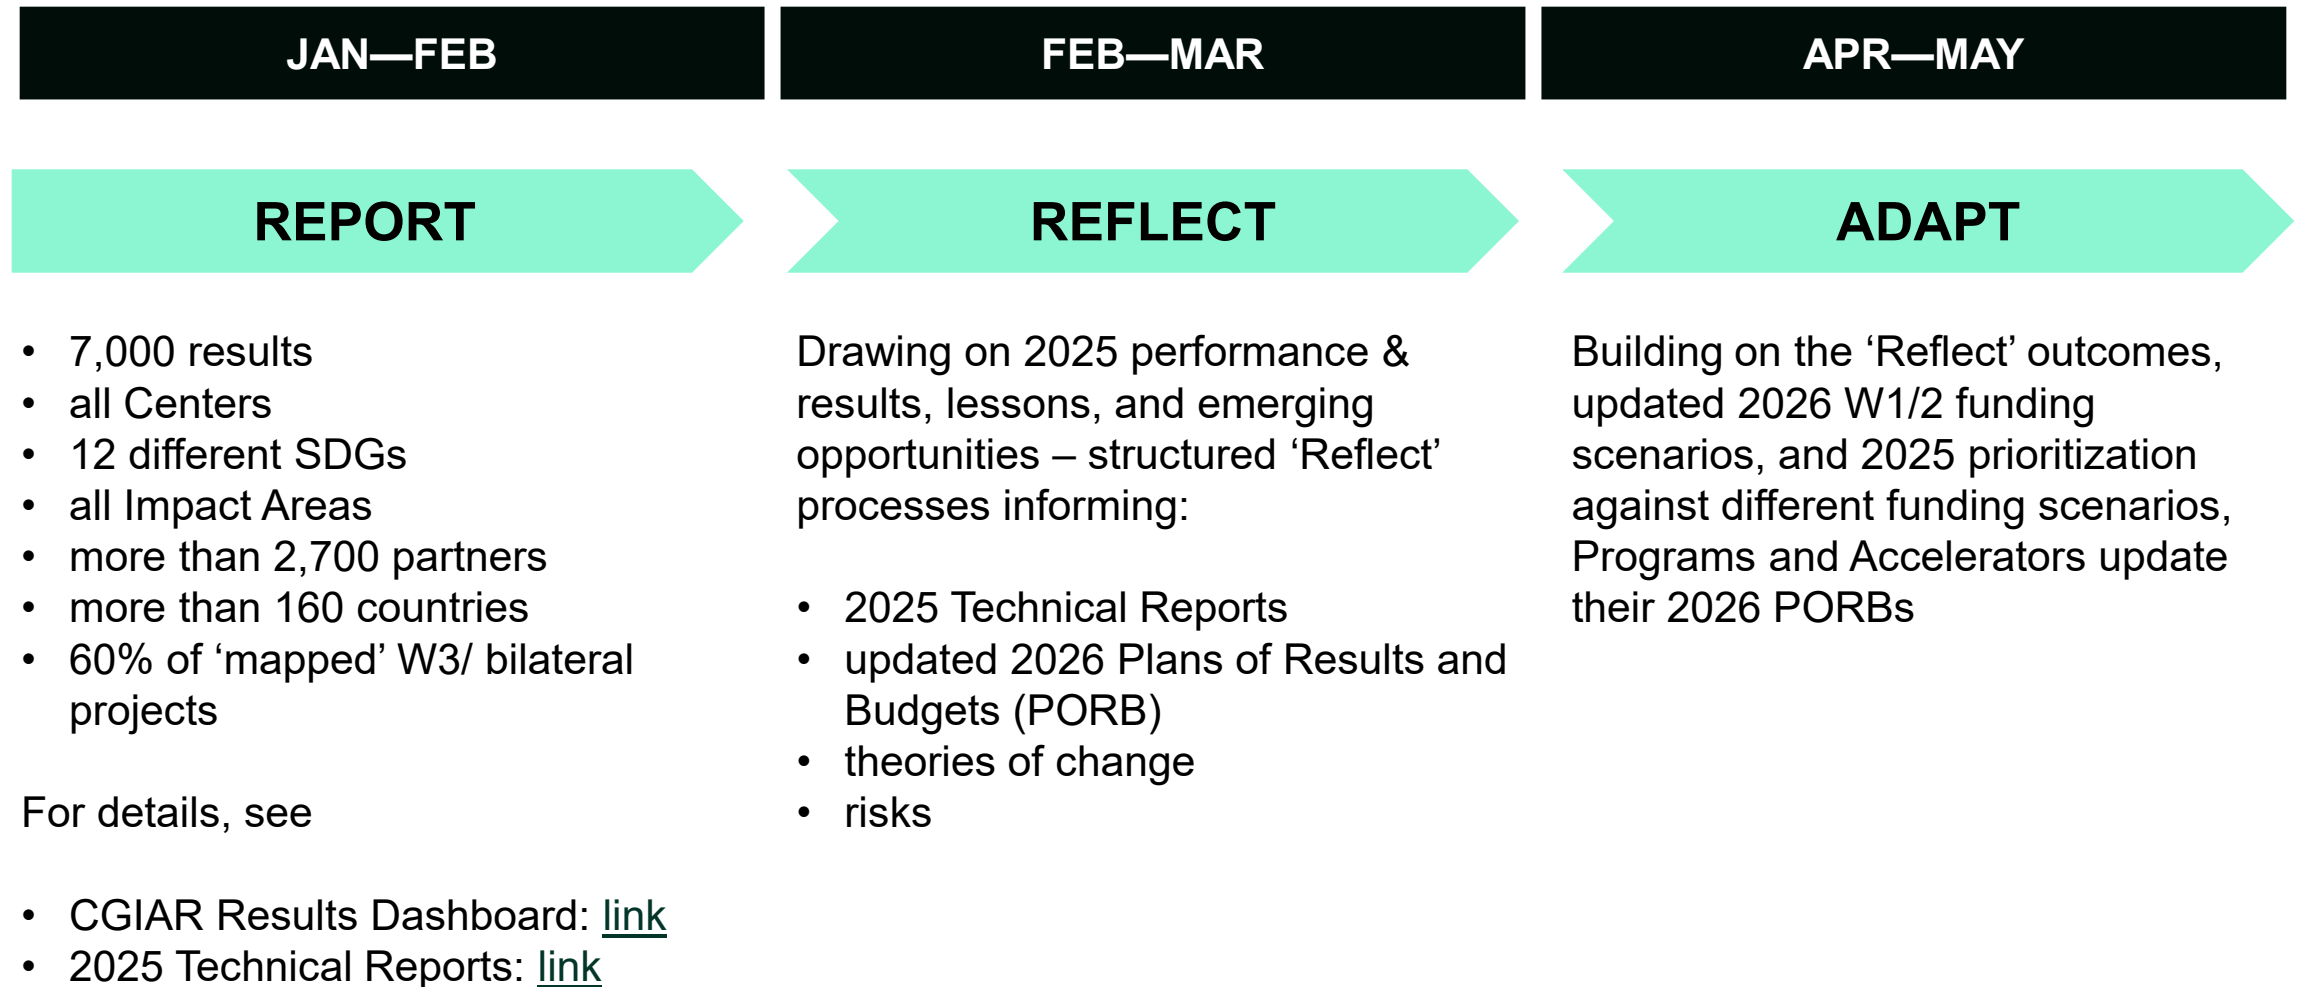 JAN—FEB
FEB—MAR
APR—MAY
REPORT
REFLECT
ADAPT
• 7,000 results
• all Centers
• 12 different SDGs
• all Impact Areas
• more than 2,700 partners
• more than 160 countries
• 60% of ‘mapped’ W3/ bilateral
projects
For details, see
• CGIAR Results Dashboard: link
• 2025 Technical Reports: link
Drawing on 2025 performance &
results, lessons, and emerging
opportunities – structured ‘Reflect’
processes informing:
• 2025 Technical Reports
• updated 2026 Plans of Results and
Budgets (PORB)
• theories of change
• risks
Building on the ‘Reflect’ outcomes,
updated 2026 W1/2 funding
scenarios, and 2025 prioritization
against different funding scenarios,
Programs and Accelerators update
their 2026 PORBs